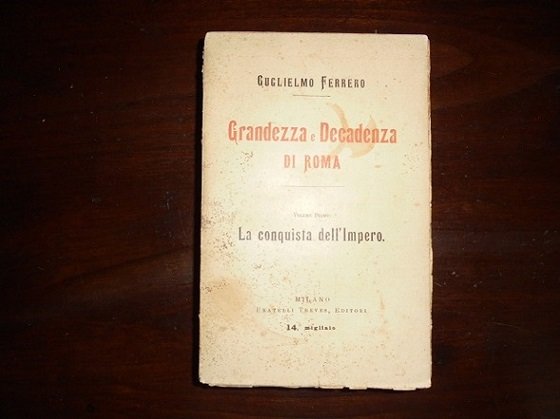 GUGLIELMO FERRERO
Grandezza e Decadenza
DI ROMA
VOLUME PRIMO
La conquista dell'Impero.
MILANO
FRATELLI TREVES, EDITORI
14.º migliaio